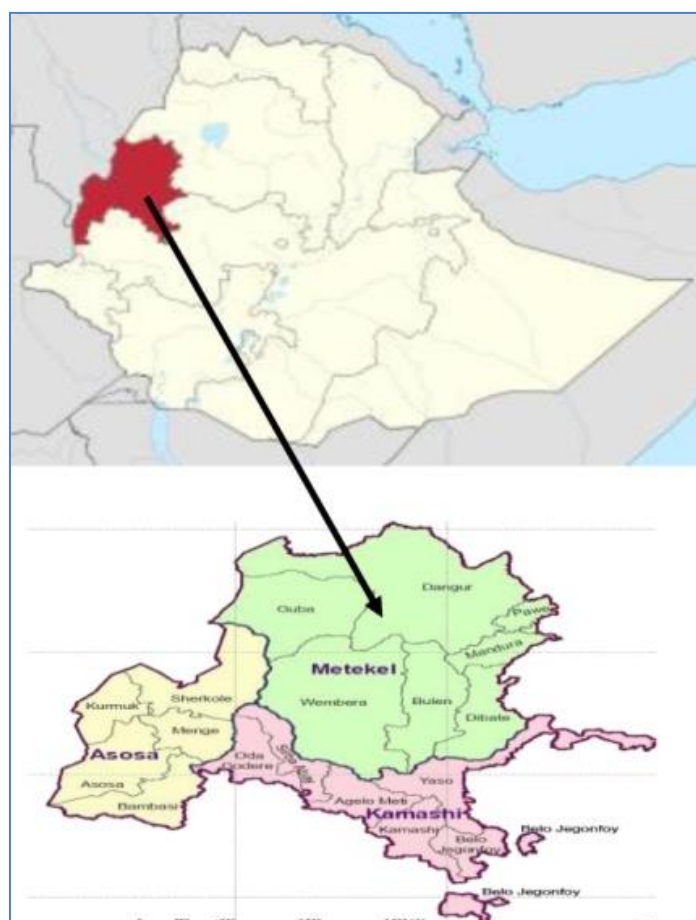 Dangur
Guba
Pawe
Mandura
Metekel
Sherkole
Wembera
Bulen
Kurmuk
Dibate
Menge
Asosa
Oda
Godere
Yaso
Asosa
Agelo Meti
Bambasi
Kamashi
Kamashi
Belo
Jegonfoy
Belo Jegonfoy
Belo Jegonfoy